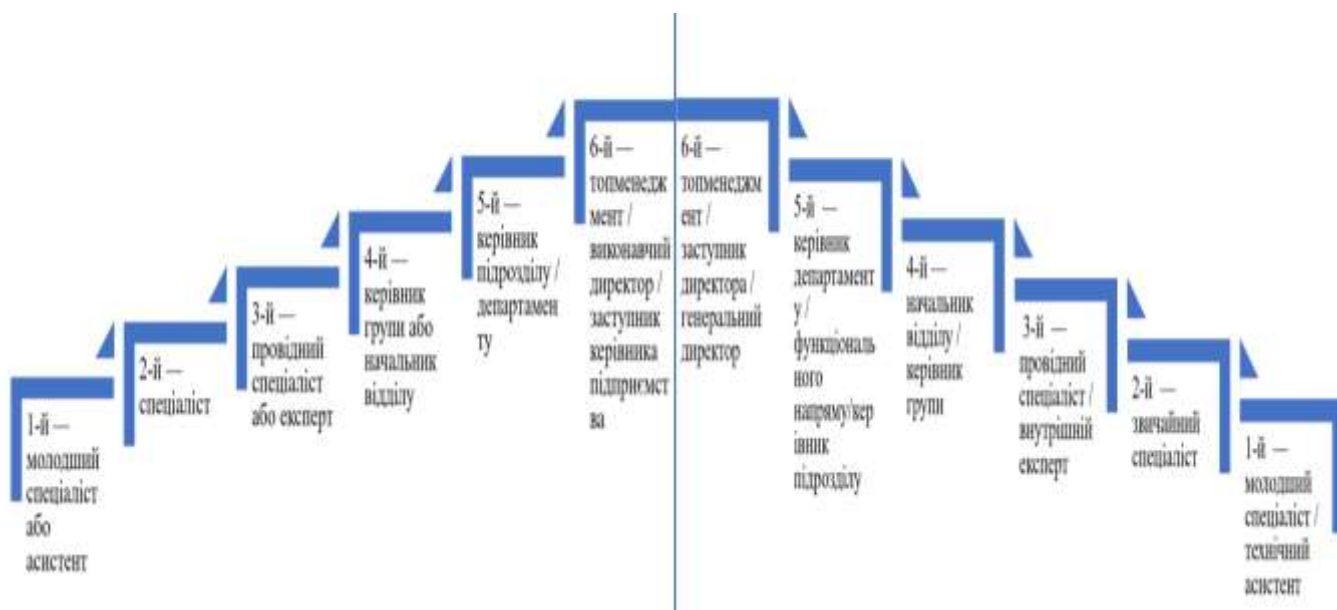 1-й —
молодший
спеціаліст
або
асистент
2-й —
спеціаліст
3-й —
провідний
спеціаліст
або експерт
4-й —
керівник
групи або
начальник
відділу
5-й —
керівник
підрозділу /
департамен
ту
6-й —
топменедж
мент /
виконавчий
директор /
заступник
керівника
підприємст
ва
6-й —
топменеджм
ент /
заступник
директора /
генеральний
директор
5-й —
керівник
департамент
у /
функціональ
ного
напряму/кер
івник
підрозділу
4-й —
начальник
відділу /
керівник
групи
3-й —
провідний
спеціаліст /
внутрішній
експерт
2-й —
звичайний
спеціаліст
1-й —
молодший
спеціаліст /
технічний
асистент